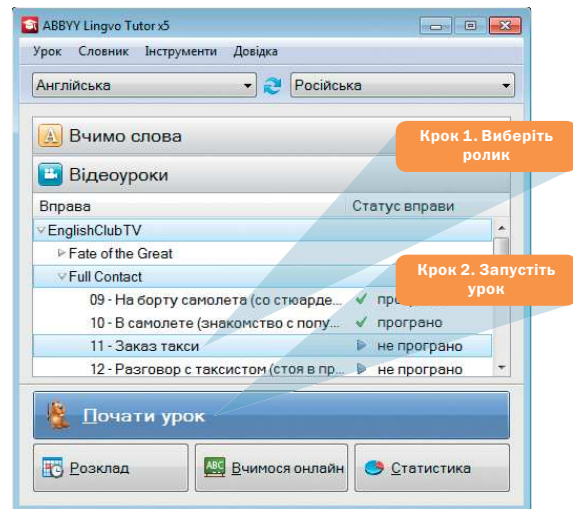 ABBYY Lingvo Tutor x5
Урок Словник Інструменти Довідка
Англійська Російська
Вчимо слова
Крок 1. Виберіть
ролик
Відеоуроки
Вправа Статус вправи
EnglishClubTV
Fate of the Great
Full Contact
Крок 2. Запустіть
урок
09 - На борту самолета (со стюарде...
10 - В самолете (знакомство с попу... програно
11 - Заказ такси не програно
12 - Разговор с таксистом (стоя в пр... не програно
Почати урок
Розклад ABC Вчимося онлайн Статистика